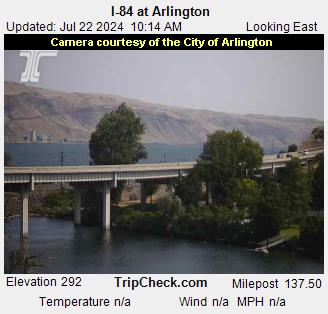 I-84 at Arlington
Updated: Jul 22 2024 10:14 AM Looking East
Camera courtesy of the City of Arlington
Elevation 292 TripCheck.com Milepost 137.50
Temperature n/a Wind n/a MPH n/a